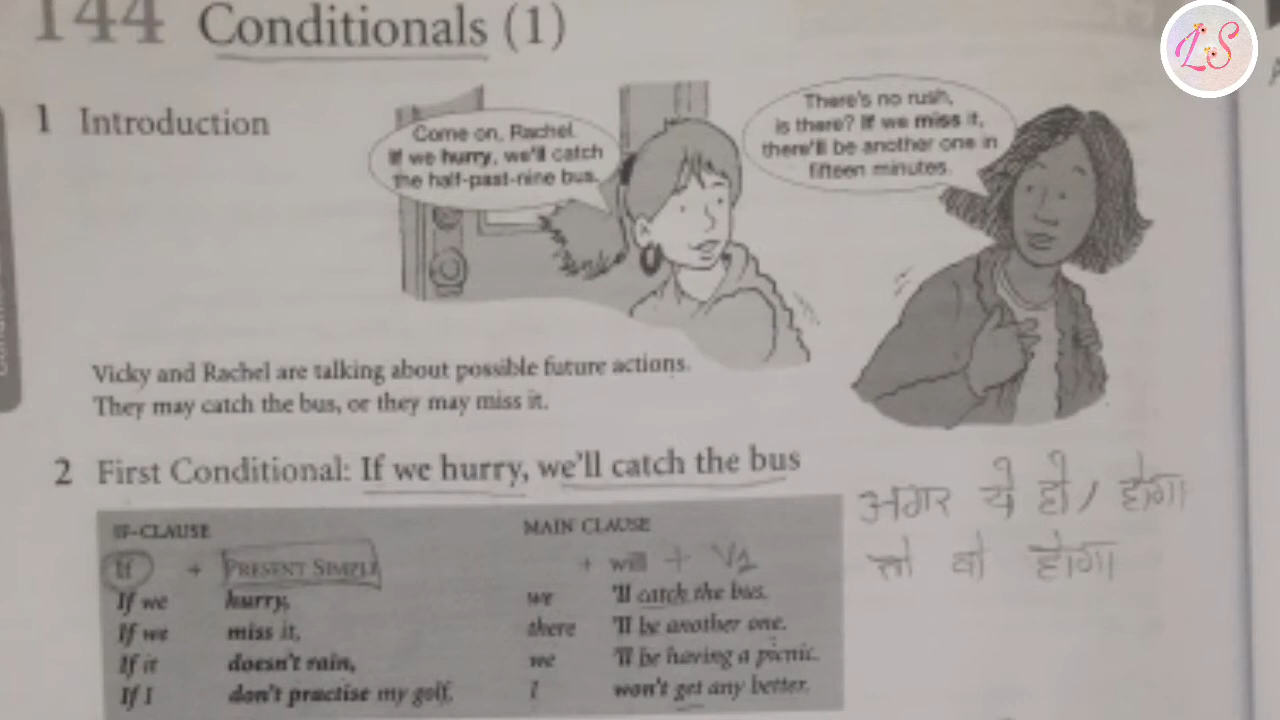 144 Conditionals (1)
1 Introduction
Come on, Rachel.
If we hurry, we'll catch
the half-past-nine bus.
There's no rush,
is there? If we miss it,
there'll be another one in
fifteen minutes.
Vicky and Rachel are talking about possible future actions.
They may catch the bus, or they may miss it.
2 First Conditional: If we hurry, we'll catch the bus
अगर ये हो / होगा
तो वो होगा
IF-CLAUSE MAIN CLAUSE
If + PRESENT SIMPLE + will + V1
If we hurry, we 'll catch the bus.
If we miss it, there 'll be another one.
If it doesn't rain, we 'll be having a picnic.
If I don't practise my golf, I won't get any better.
LS